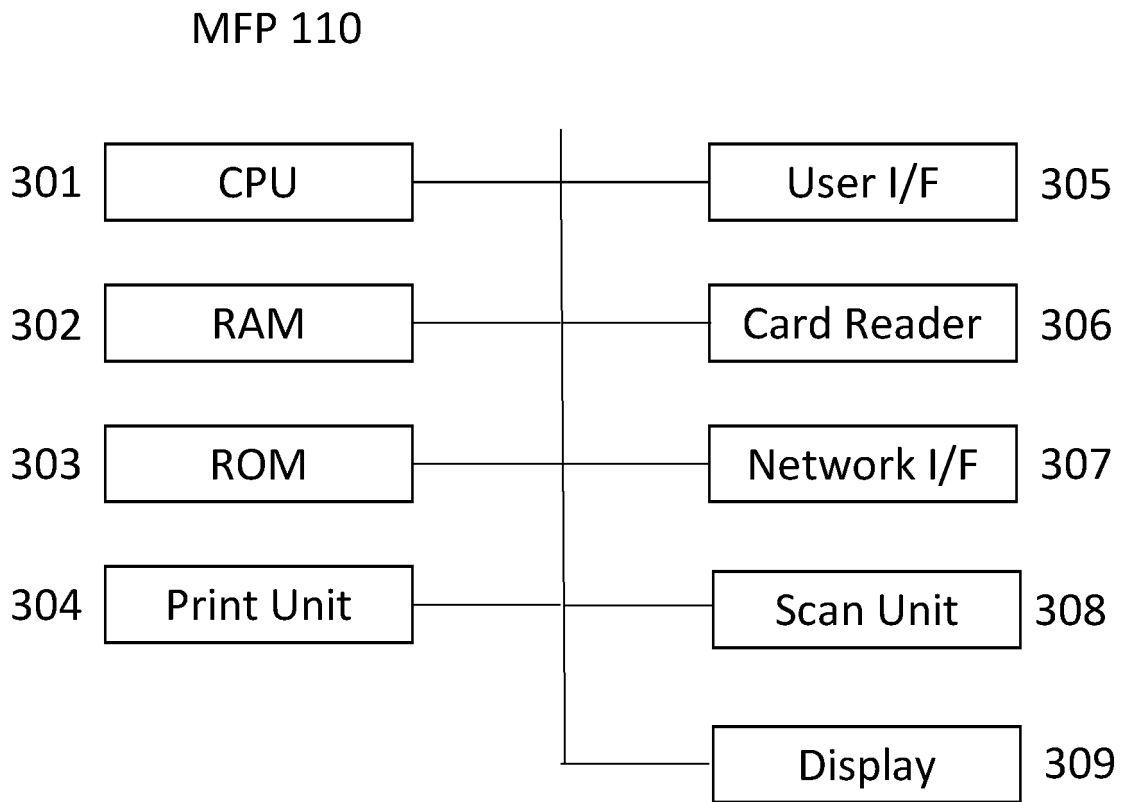 MFP 110
301 CPU User I/F 305
302 RAM Card Reader 306
303 ROM Network I/F 307
304 Print Unit Scan Unit 308
Display 309